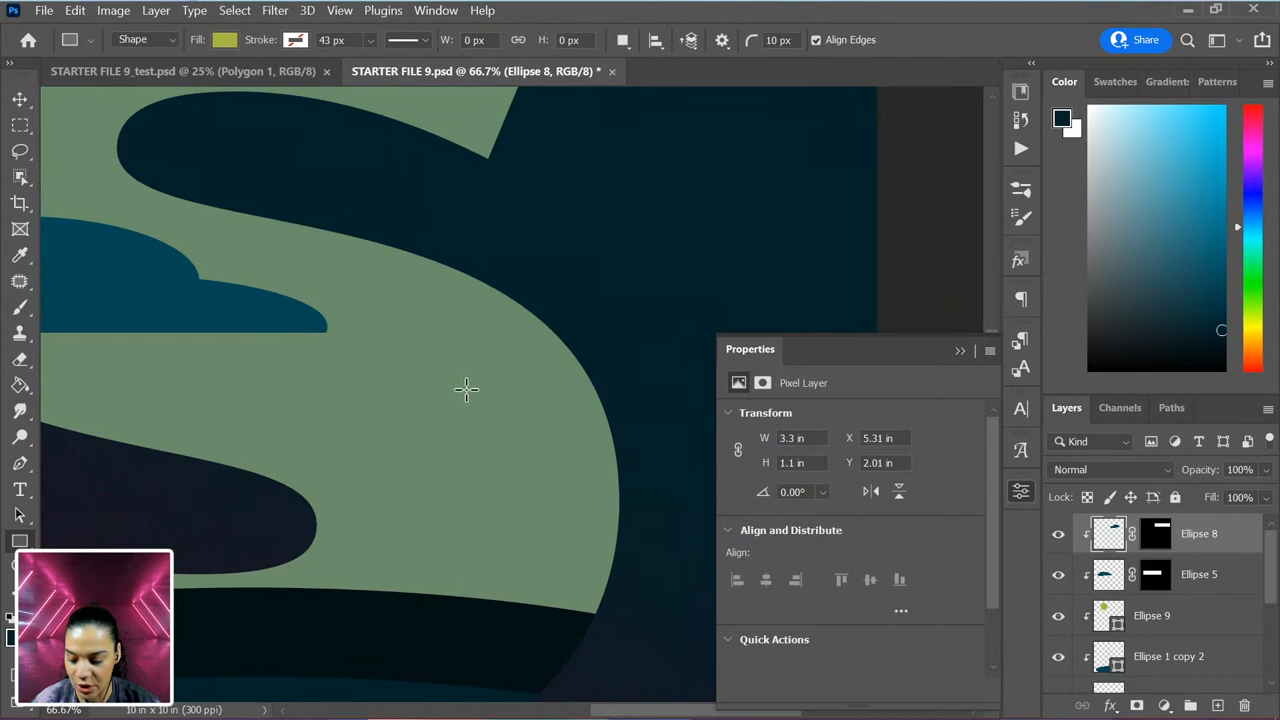 Ps File Edit Image Layer Type Select Filter 3D View Plugins Window Help
Shape Fill: Stroke: 43 px W: 0 px H: 0 px 10 px Align Edges Share
STARTER FILE 9_test.psd @ 25% (Polygon 1, RGB/8) × STARTER FILE 9.psd @ 66.7% (Ellipse 8, RGB/8) * ×
Color Swatches Gradient: Patterns
Properties
Pixel Layer
Transform
W 3.3 in X 5.31 in
H 1.1 in Y 2.01 in
0.00°
Align and Distribute
Align:
Quick Actions
Layers Channels Paths
Kind
Normal Opacity: 100%
Lock: Fill: 100%
Ellipse 8
Ellipse 5
Ellipse 9
Ellipse 1 copy 2
fx
66.67% 10 in x 10 in (300 ppi)